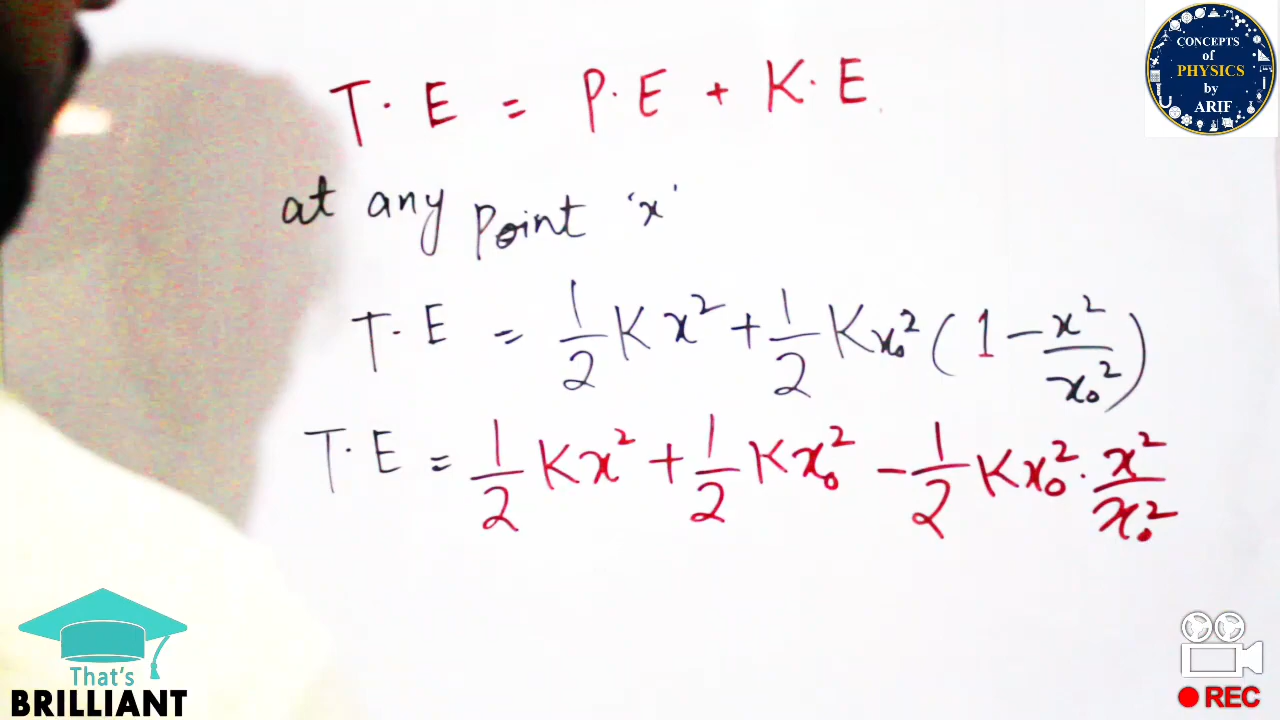 CONCEPTS
of
PHYSICS
by
ARIF
T. E = P. E + K. E
at any Point 'x'
T. E = 1/2 K x² + 1/2 K x₀² ( 1 - x²/x₀² )
T. E = 1/2 K x² + 1/2 K x₀² - 1/2 K x₀² . x²/x₀²
That's
BRILLIANT
REC